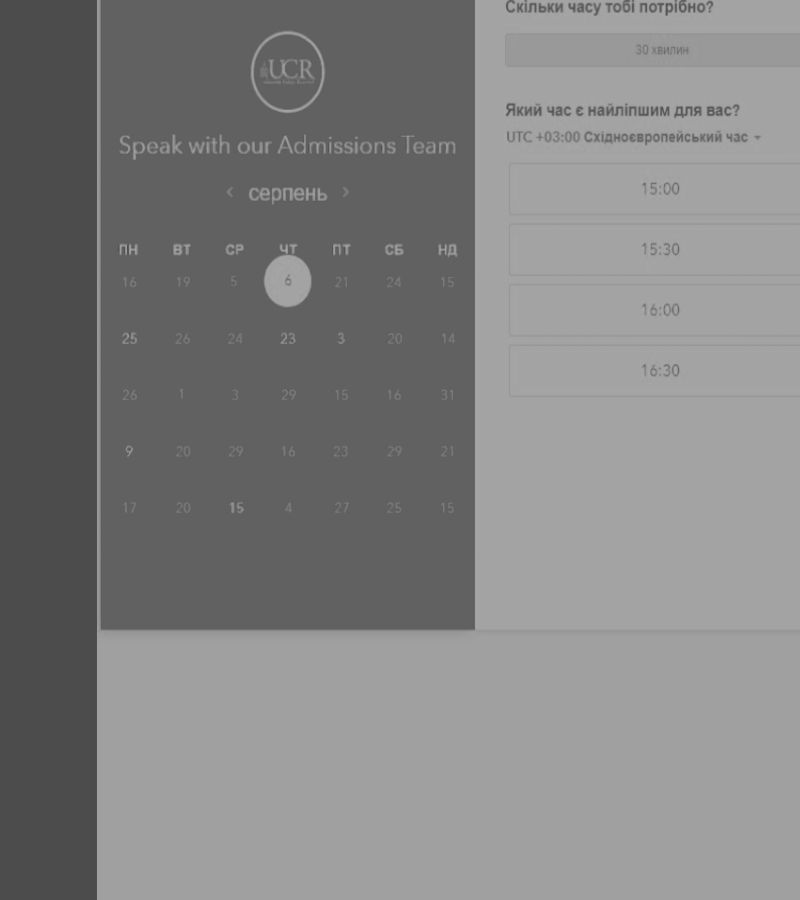 UCR
Speak with our Admissions Team
серпень
ПН ВТ СР ЧТ ПТ СБ НД
16 19 5 6 21 24 15
25 26 24 23 3 20 14
26 1 3 29 15 16 31
9 20 29 16 23 29 21
17 20 15 4 27 25 15
Скільки часу тобі потрібно?
30 хвилин
Який час є найліпшим для вас?
UTC +03:00 Східноєвропейський час
15:00
15:30
16:00
16:30